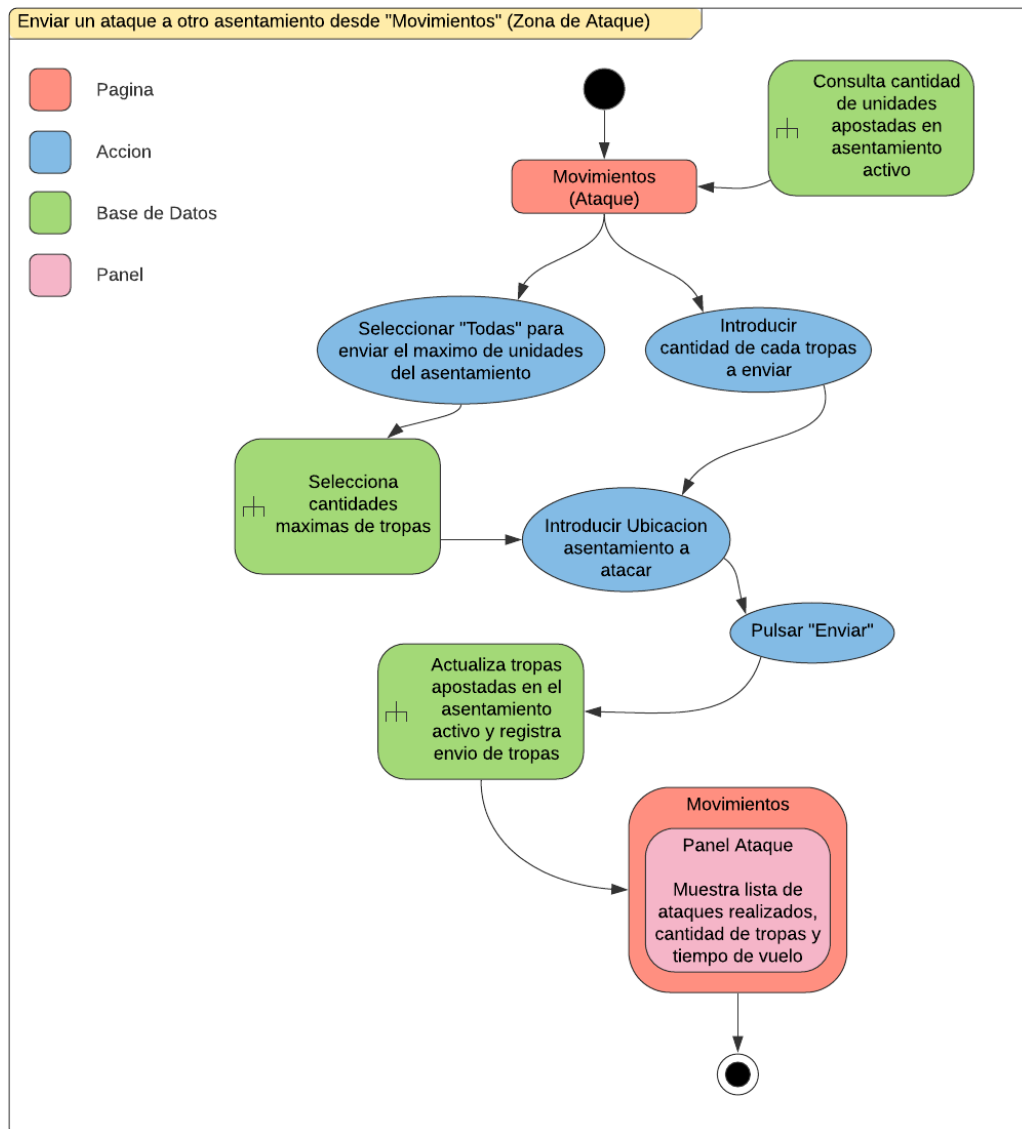 Enviar un ataque a otro asentamiento desde "Movimientos" (Zona de Ataque)
Pagina
Accion
Base de Datos
Panel
Consulta cantidad
de unidades
apostadas en
asentamiento
activo
Movimientos
(Ataque)
Seleccionar "Todas" para
enviar el maximo de unidades
del asentamiento
Introducir
cantidad de cada tropas
a enviar
Selecciona
cantidades
maximas de tropas
Introducir Ubicacion
asentamiento a
atacar
Pulsar "Enviar"
Actualiza tropas
apostadas en el
asentamiento
activo y registra
envio de tropas
Movimientos
Panel Ataque
Muestra lista de
ataques realizados,
cantidad de tropas y
tiempo de vuelo